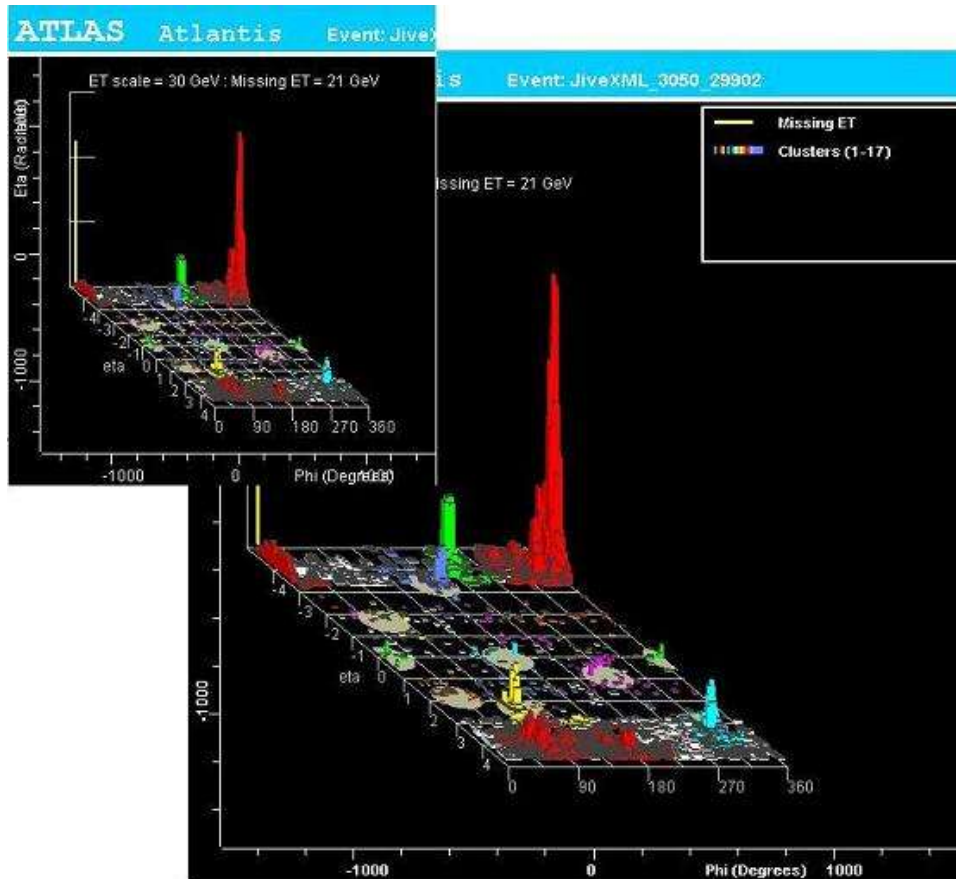 ATLAS Atlantis Event: Jive
ET scale = 30 GeV : Missing ET = 21 GeV
0
-1000
-4
-3
-2
-1
0
1
2
3
4
eta
0 90 180 270 360
-1000 0 1000
Phi (Degrees)
is Event: JiveXML_3050_29902
Missing ET
Clusters (1-17)
issing ET = 21 GeV
-1000
-4
-3
-2
-1
0
1
2
3
4
eta
0 90 180 270 360
-1000 0 Phi (Degrees) 1000